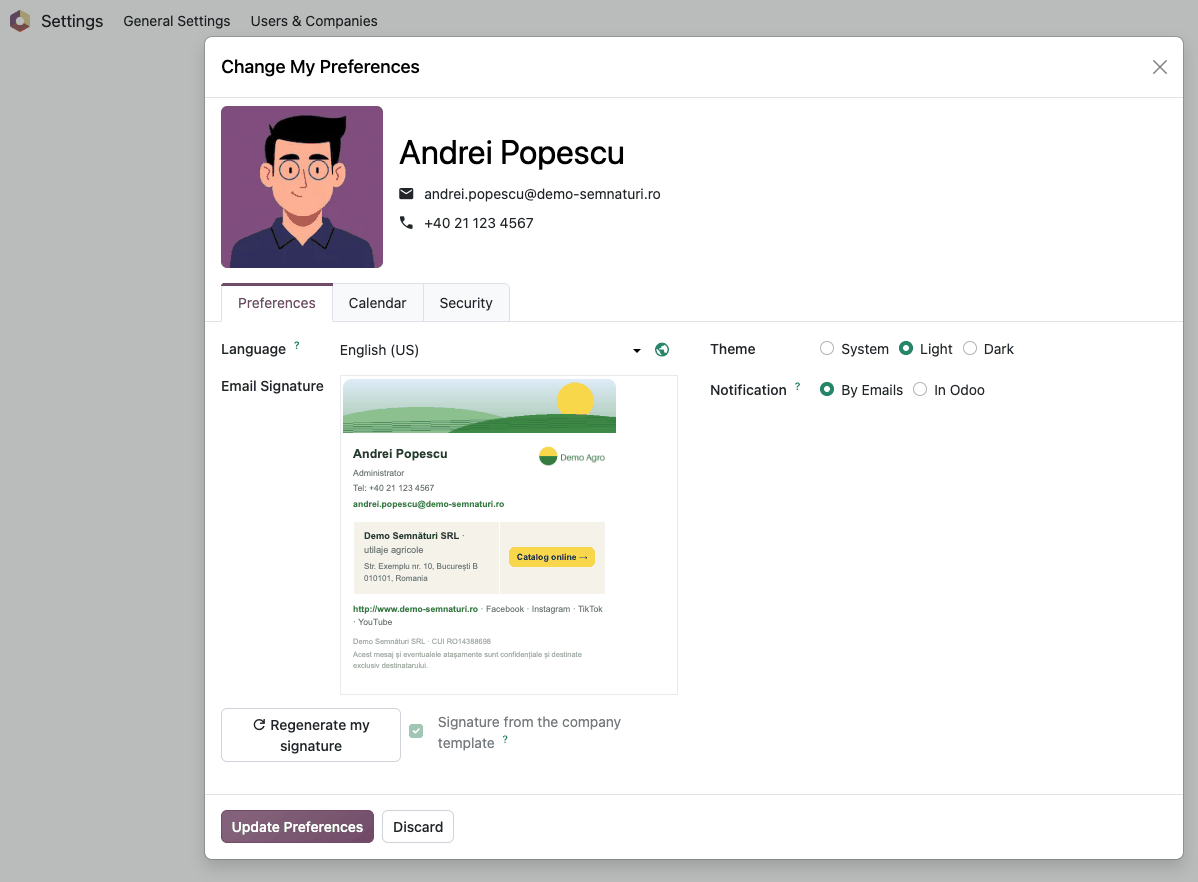 Settings General Settings Users & Companies
Change My Preferences
Andrei Popescu
andrei.popescu@demo-semnaturi.ro
+40 21 123 4567
Preferences Calendar Security
Language ? English (US)
Theme System Light Dark
Email Signature
Notification ? By Emails In Odoo
Andrei Popescu
Demo Agro
Administrator
Tel: +40 21 123 4567
andrei.popescu@demo-semnaturi.ro
Demo Semnături SRL ·
utilaje agricole
Str. Exemplu nr. 10, București B
010101, Romania
Catalog online →
http://www.demo-semnaturi.ro · Facebook · Instagram · TikTok
· YouTube
Demo Semnături SRL · CUI RO14388698
Acest mesaj și eventualele atașamente sunt confidențiale și destinate
exclusiv destinatarului.
Regenerate my
signature
Signature from the company
template ?
Update Preferences Discard